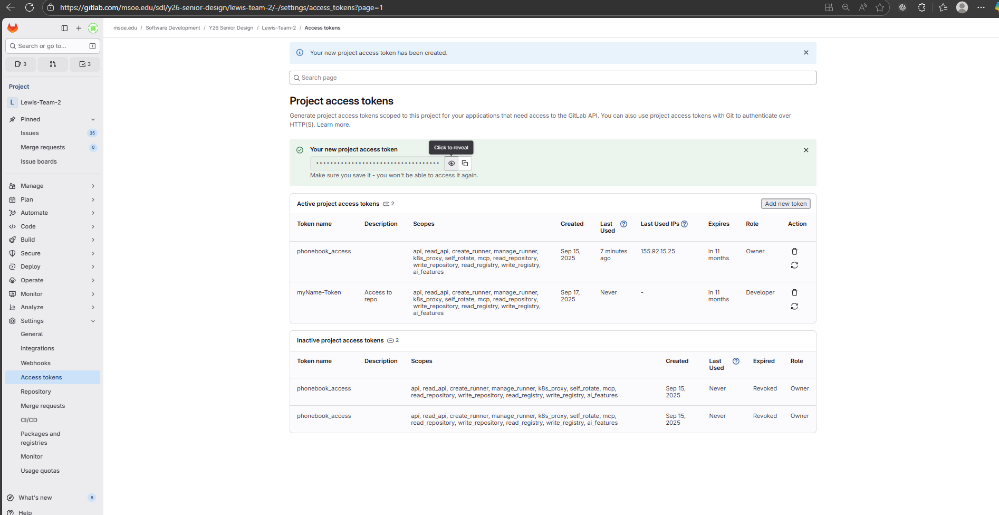 https://gitlab.com/msoe.edu/sdl/y26-senior-design/lewis-team-2/-/settings/access_tokens?page=1
msoe.edu / Software Development / Y26 Senior Design / Lewis-Team-2 / Access tokens
Search or go to... /
3
3
Project
L Lewis-Team-2
Pinned
Issues 35
Merge requests 0
Issue boards
Manage
Plan
Automate
Code
Build
Secure
Deploy
Operate
Monitor
Analyze
Settings
General
Integrations
Webhooks
Access tokens
Repository
Merge requests
CI/CD
Packages and
registries
Monitor
Usage quotas
What's new 8
Help
Your new project access token has been created.
Search page
Project access tokens
Generate project access tokens scoped to this project for your applications that need access to the GitLab API. You can also use project access tokens with Git to authenticate over
HTTP(S). Learn more.
Your new project access token
Click to reveal
Make sure you save it - you won't be able to access it again.
Active project access tokens 2
Add new token
Token name Description Scopes Created Last Used Last Used IPs Expires Role Action
phonebook_access
api, read_api, create_runner, manage_runner,
k8s_proxy, self_rotate, mcp, read_repository,
write_repository, read_registry, write_registry,
ai_features
Sep 15,
2025
7 minutes
ago
155.92.15.25
in 11
months
Owner
myName-Token
Access to
repo
api, read_api, create_runner, manage_runner,
k8s_proxy, self_rotate, mcp, read_repository,
write_repository, read_registry, write_registry,
ai_features
Sep 17,
2025
Never
-
in 11
months
Developer
Inactive project access tokens 2
Token name Description Scopes Created Last Used Expired Role
phonebook_access
api, read_api, create_runner, manage_runner, k8s_proxy, self_rotate, mcp,
read_repository, write_repository, read_registry, write_registry, ai_features
Sep 15,
2025
Never
Revoked
Owner
phonebook_access
api, read_api, create_runner, manage_runner, k8s_proxy, self_rotate, mcp,
read_repository, write_repository, read_registry, write_registry, ai_features
Sep 15,
2025
Never
Revoked
Owner